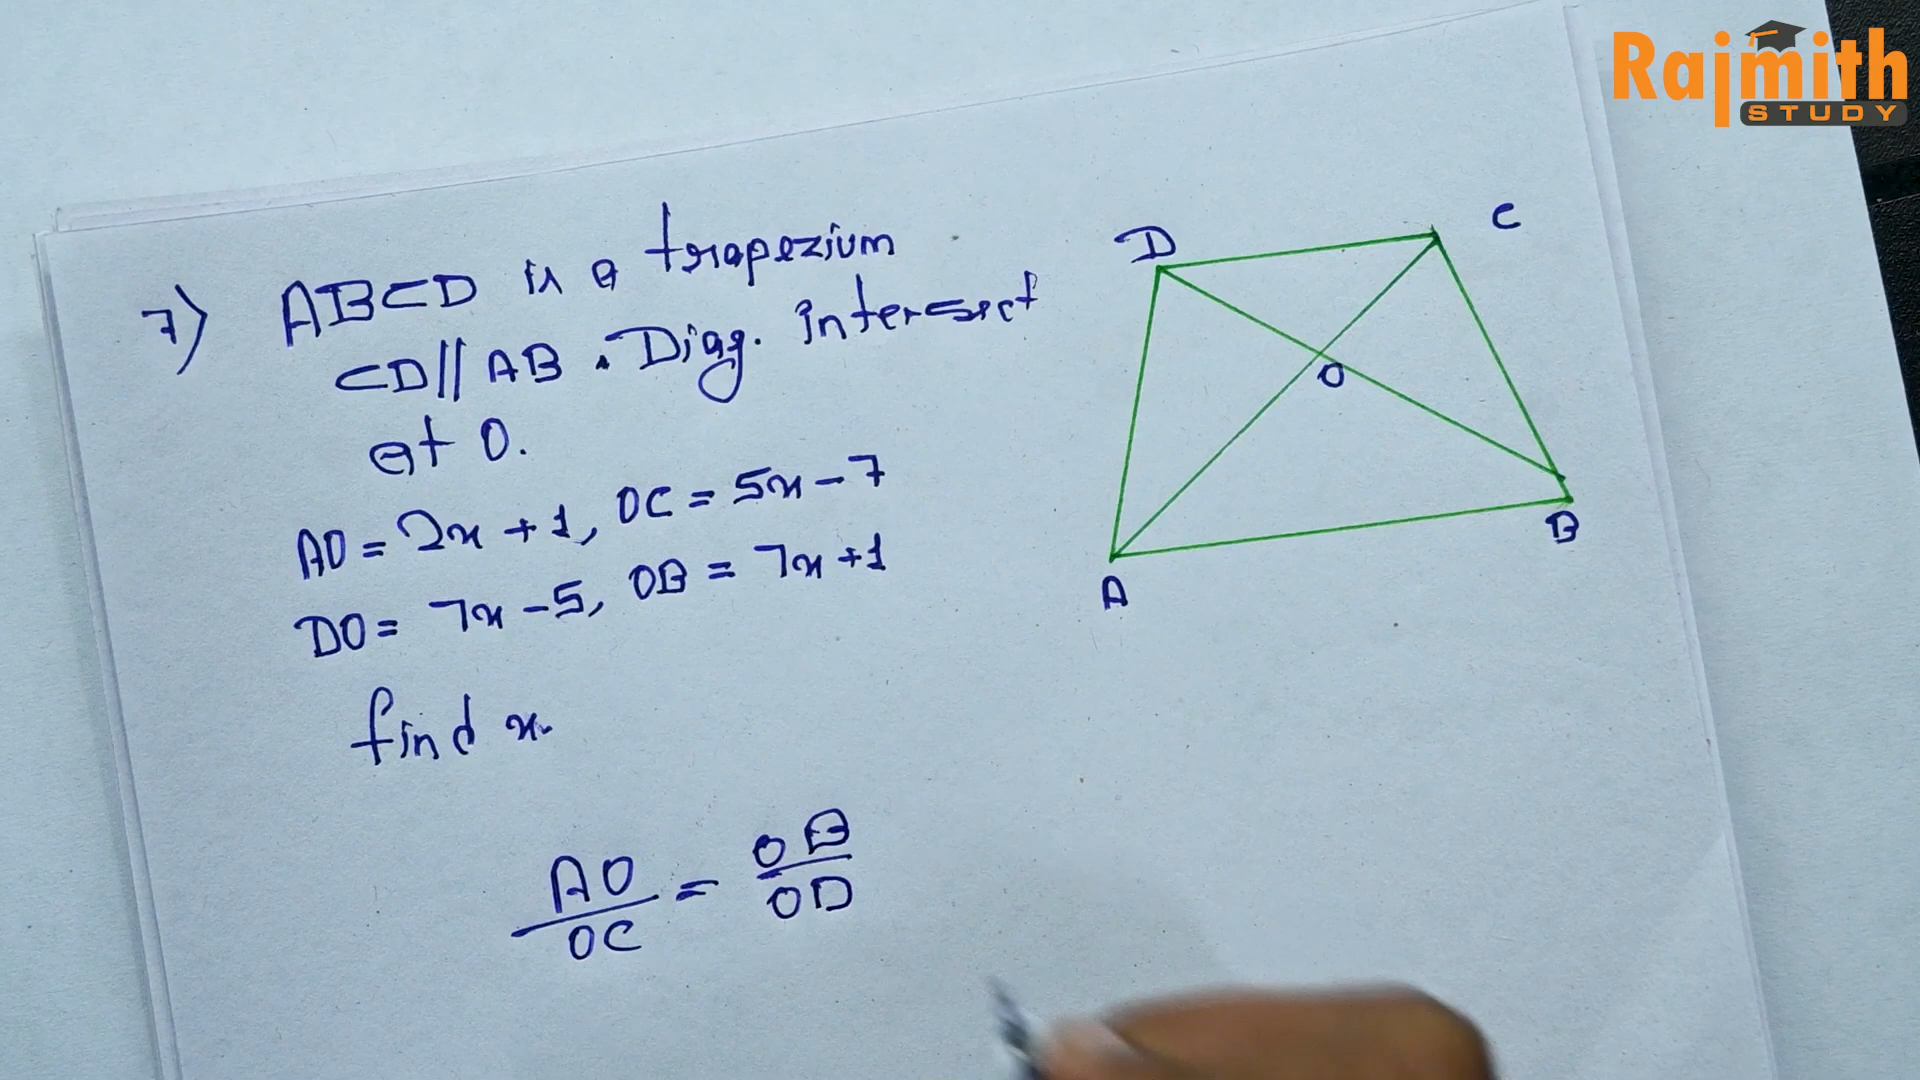 7) ABCD is a trapezium
CD // AB . Diag. intersect
at O.
AO = 2x + 1, OC = 5x - 7
DO = 7x - 5, OB = 7x + 1
find x.
AO/OC = OB/OD
D
C
O
A
B
Rajmith
STUDY